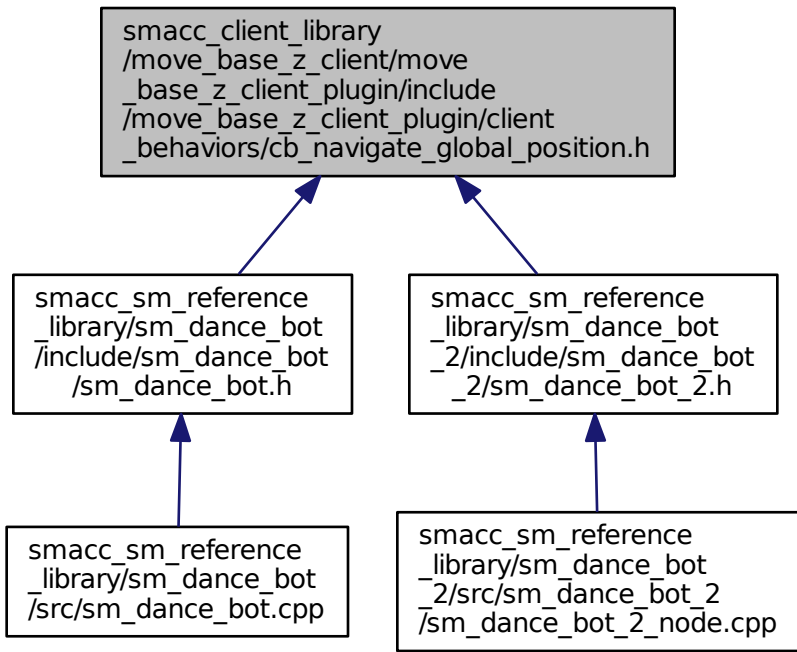 smacc_client_library
/move_base_z_client/move
_base_z_client_plugin/include
/move_base_z_client_plugin/client
_behaviors/cb_navigate_global_position.h
smacc_sm_reference
_library/sm_dance_bot
/include/sm_dance_bot
/sm_dance_bot.h
smacc_sm_reference
_library/sm_dance_bot
_2/include/sm_dance_bot
_2/sm_dance_bot_2.h
smacc_sm_reference
_library/sm_dance_bot
/src/sm_dance_bot.cpp
smacc_sm_reference
_library/sm_dance_bot
_2/src/sm_dance_bot_2
/sm_dance_bot_2_node.cpp